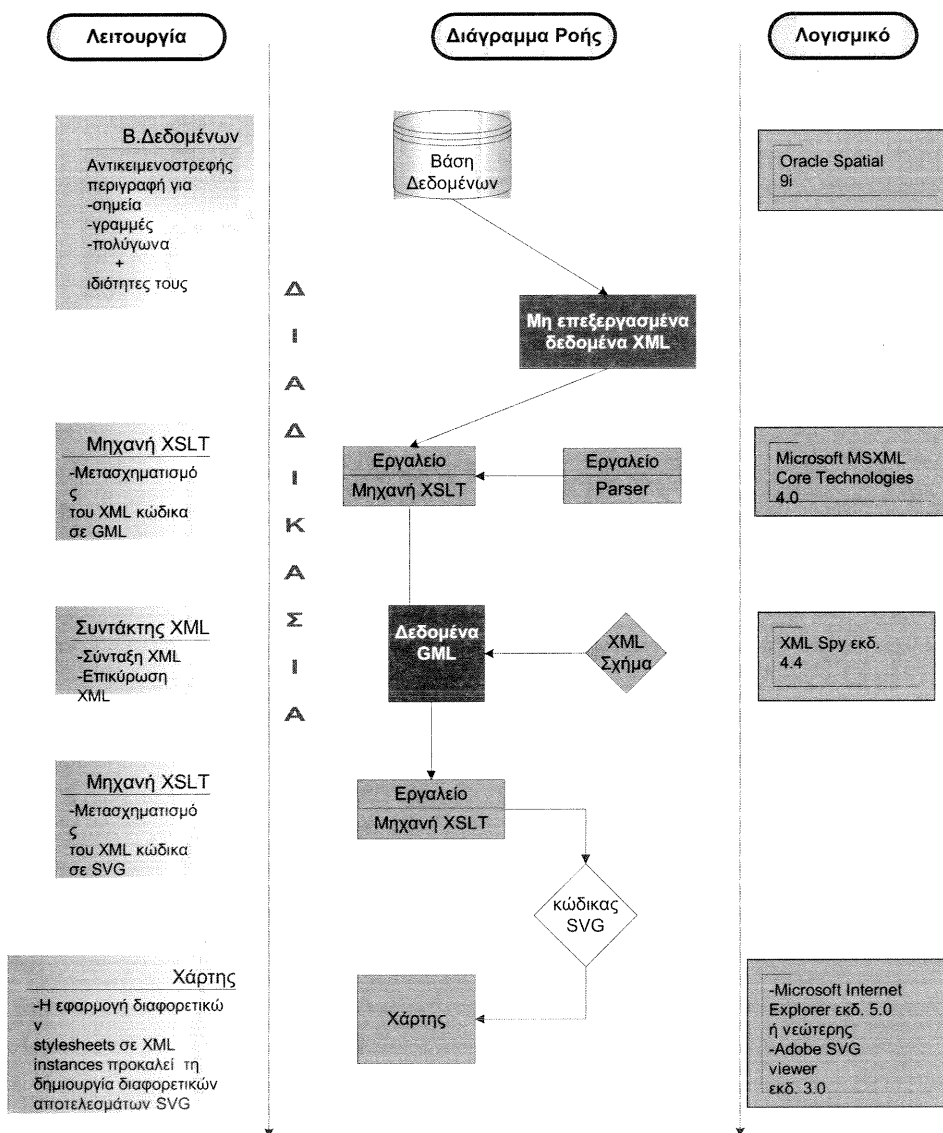 Λειτουργία
Διάγραμμα Ροής
Λογισμικό
Β.Δεδομένων
Αντικειμενοστρεφής
περιγραφή για
-σημεία
-γραμμές
-πολύγωνα
+
ιδιότητες τους
Βάση
Δεδομένων
Oracle Spatial
9i
Δ
Ι
Α
Δ
Ι
Κ
Α
Σ
Ι
Α
Μη επεξεργασμένα
δεδομένα XML
Μηχανή XSLT
-Μετασχηματισμό
ς
του XML κώδικα
σε GML
Εργαλείο
Μηχανή XSLT
Εργαλείο
Parser
Microsoft MSXML
Core Technologies
4.0
Συντάκτης XML
-Σύνταξη XML
-Επικύρωση
XML
Δεδομένα
GML
XML
Σχήμα
XML Spy εκδ.
4.4
Μηχανή XSLT
-Μετασχηματισμό
ς
του XML κώδικα
σε SVG
Εργαλείο
Μηχανή XSLT
κώδικας
SVG
Χάρτης
-Η εφαρμογή διαφορετικώ
ν
stylesheets σε XML
instances προκαλεί τη
δημιουργία διαφορετικών
αποτελεσμάτων SVG
Χάρτης
-Microsoft Internet
Explorer εκδ. 5.0
ή νεώτερης
-Adobe SVG
viewer
εκδ. 3.0